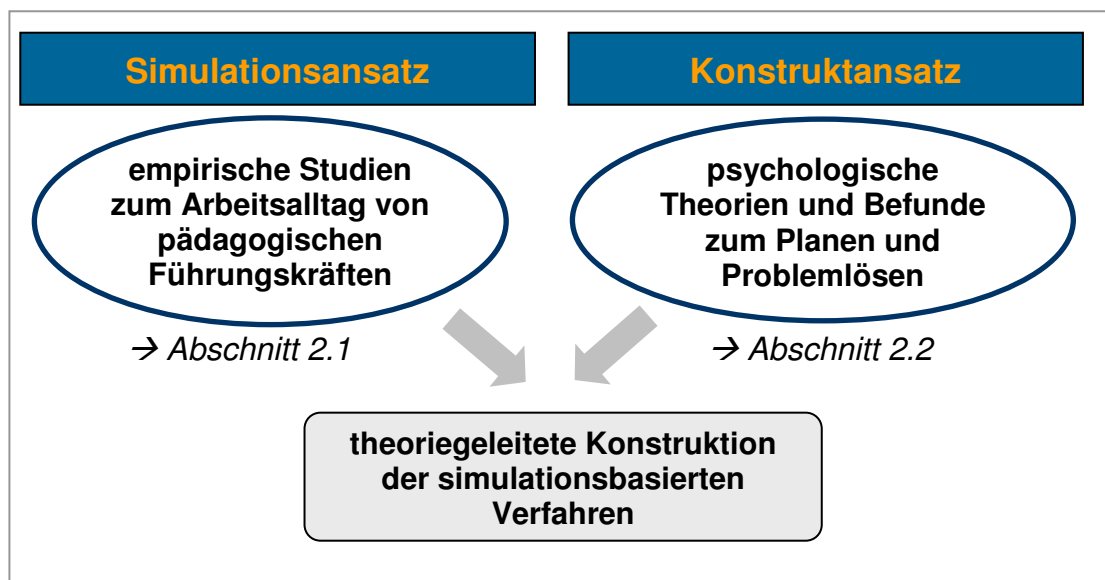 Simulationsansatz
Konstruktansatz
empirische Studien
zum Arbeitsalltag von
pädagogischen
Führungskräften
psychologische
Theorien und Befunde
zum Planen und
Problemlösen
→ Abschnitt 2.1
→ Abschnitt 2.2
theoriegeleitete Konstruktion
der simulationsbasierten
Verfahren